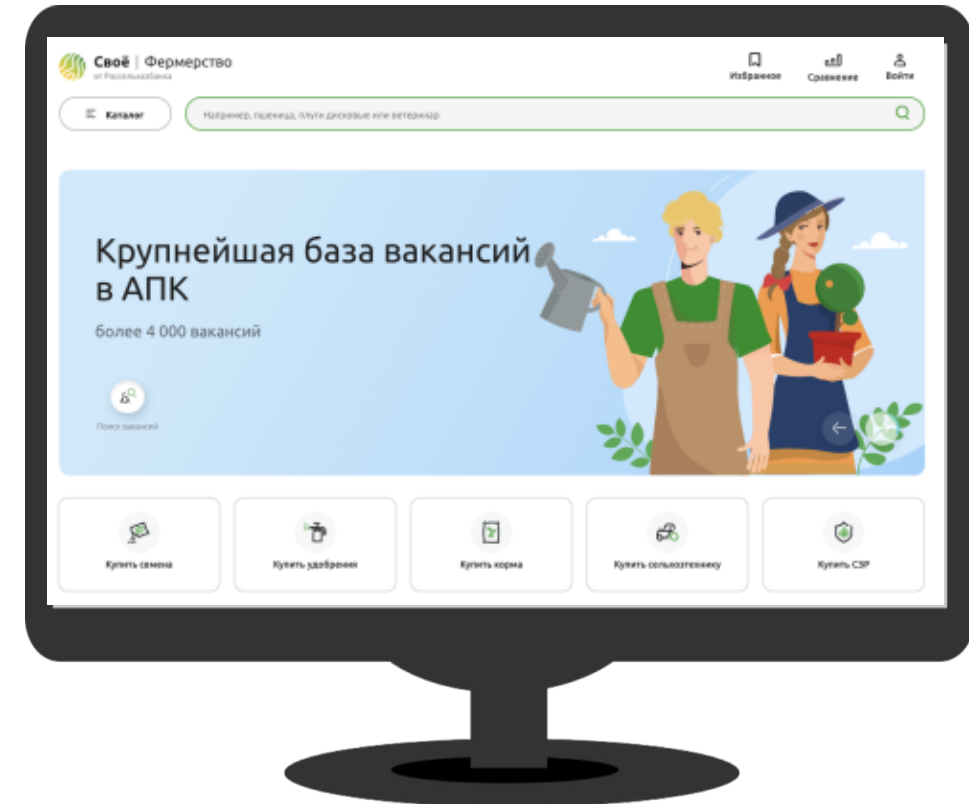 Своё | Фермерство
от Россельхозбанка
Избранное
Сравнение
Войти
Каталог
Например, пшеница, плуги дисковые или ветеринар
Крупнейшая база вакансий
в АПК
более 4 000 вакансий
Поиск вакансий
Купить семена
Купить удобрения
Купить корма
Купить сельхозтехнику
Купить СЗР